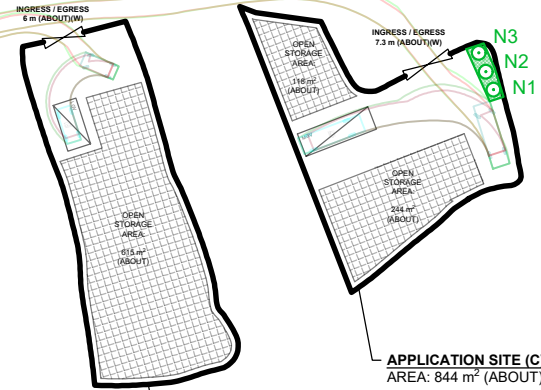 INGRESS / EGRESS
6 m (ABOUT)(W)
INGRESS / EGRESS
7.3 m (ABOUT)(W)
N3
N2
N1
OPEN
STORAGE
AREA:
118 m²
(ABOUT)
OPEN
STORAGE
AREA:
244 m²
(ABOUT)
OPEN
STORAGE
AREA:
615 m²
(ABOUT)
APPLICATION SITE (C
AREA: 844 m² (ABOUT)